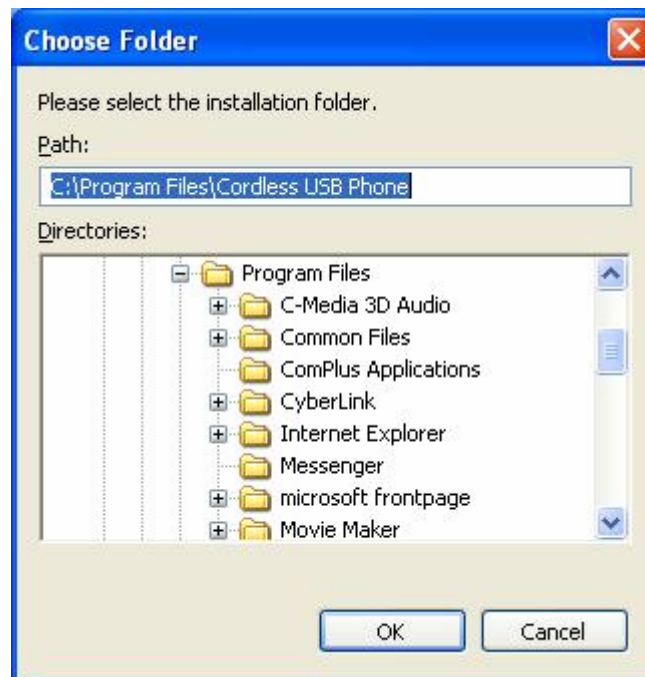 Choose Folder
Please select the installation folder.
Path:
C:\Program Files\Cordless USB Phone
Directories:
Program Files
C-Media 3D Audio
Common Files
ComPlus Applications
CyberLink
Internet Explorer
Messenger
microsoft frontpage
Movie Maker
OK
Cancel